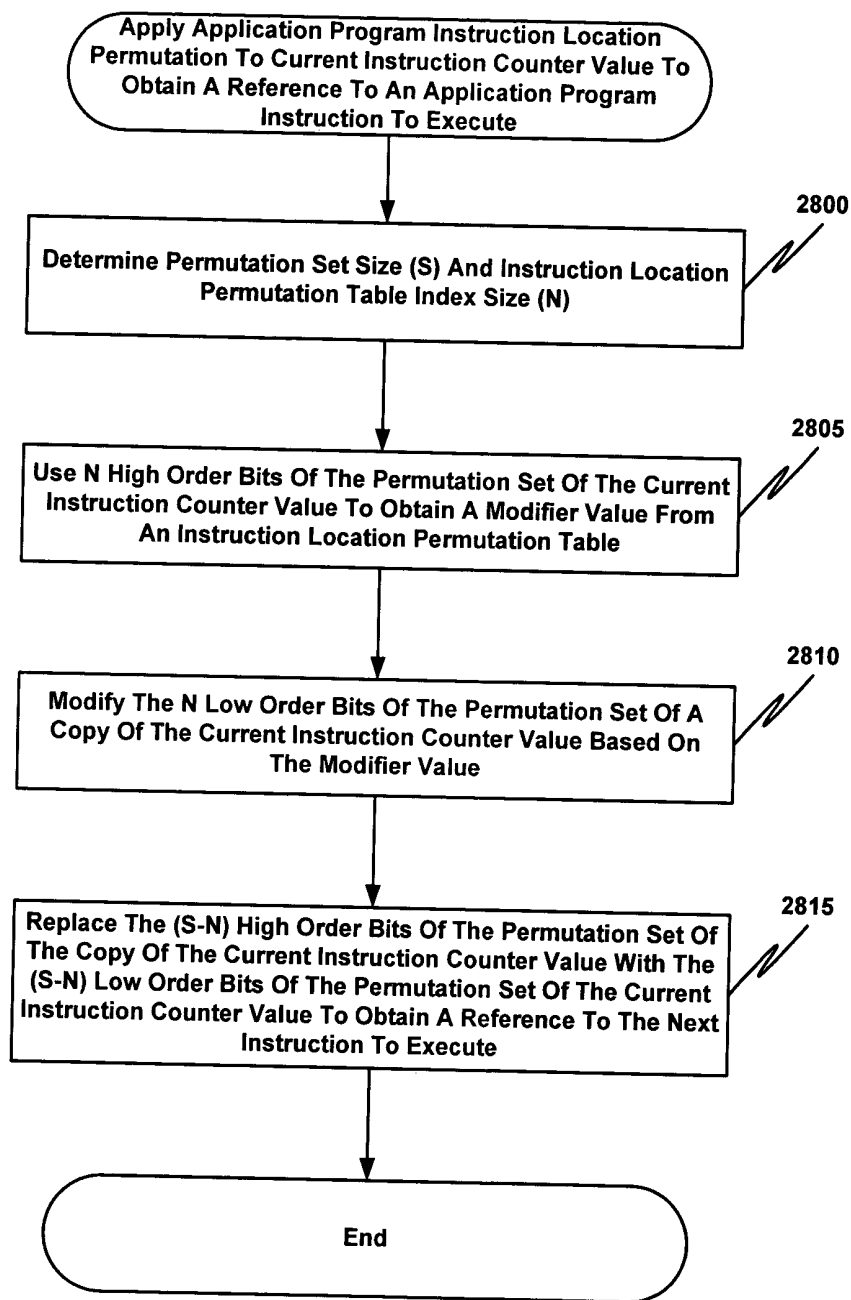 Apply Application Program Instruction Location
Permutation To Current Instruction Counter Value To
Obtain A Reference To An Application Program
Instruction To Execute
2800
Determine Permutation Set Size (S) And Instruction Location
Permutation Table Index Size (N)
2805
Use N High Order Bits Of The Permutation Set Of The Current
Instruction Counter Value To Obtain A Modifier Value From
An Instruction Location Permutation Table
2810
Modify The N Low Order Bits Of The Permutation Set Of A
Copy Of The Current Instruction Counter Value Based On
The Modifier Value
2815
Replace The (S-N) High Order Bits Of The Permutation Set Of
The Copy Of The Current Instruction Counter Value With The
(S-N) Low Order Bits Of The Permutation Set Of The Current
Instruction Counter Value To Obtain A Reference To The Next
Instruction To Execute
End